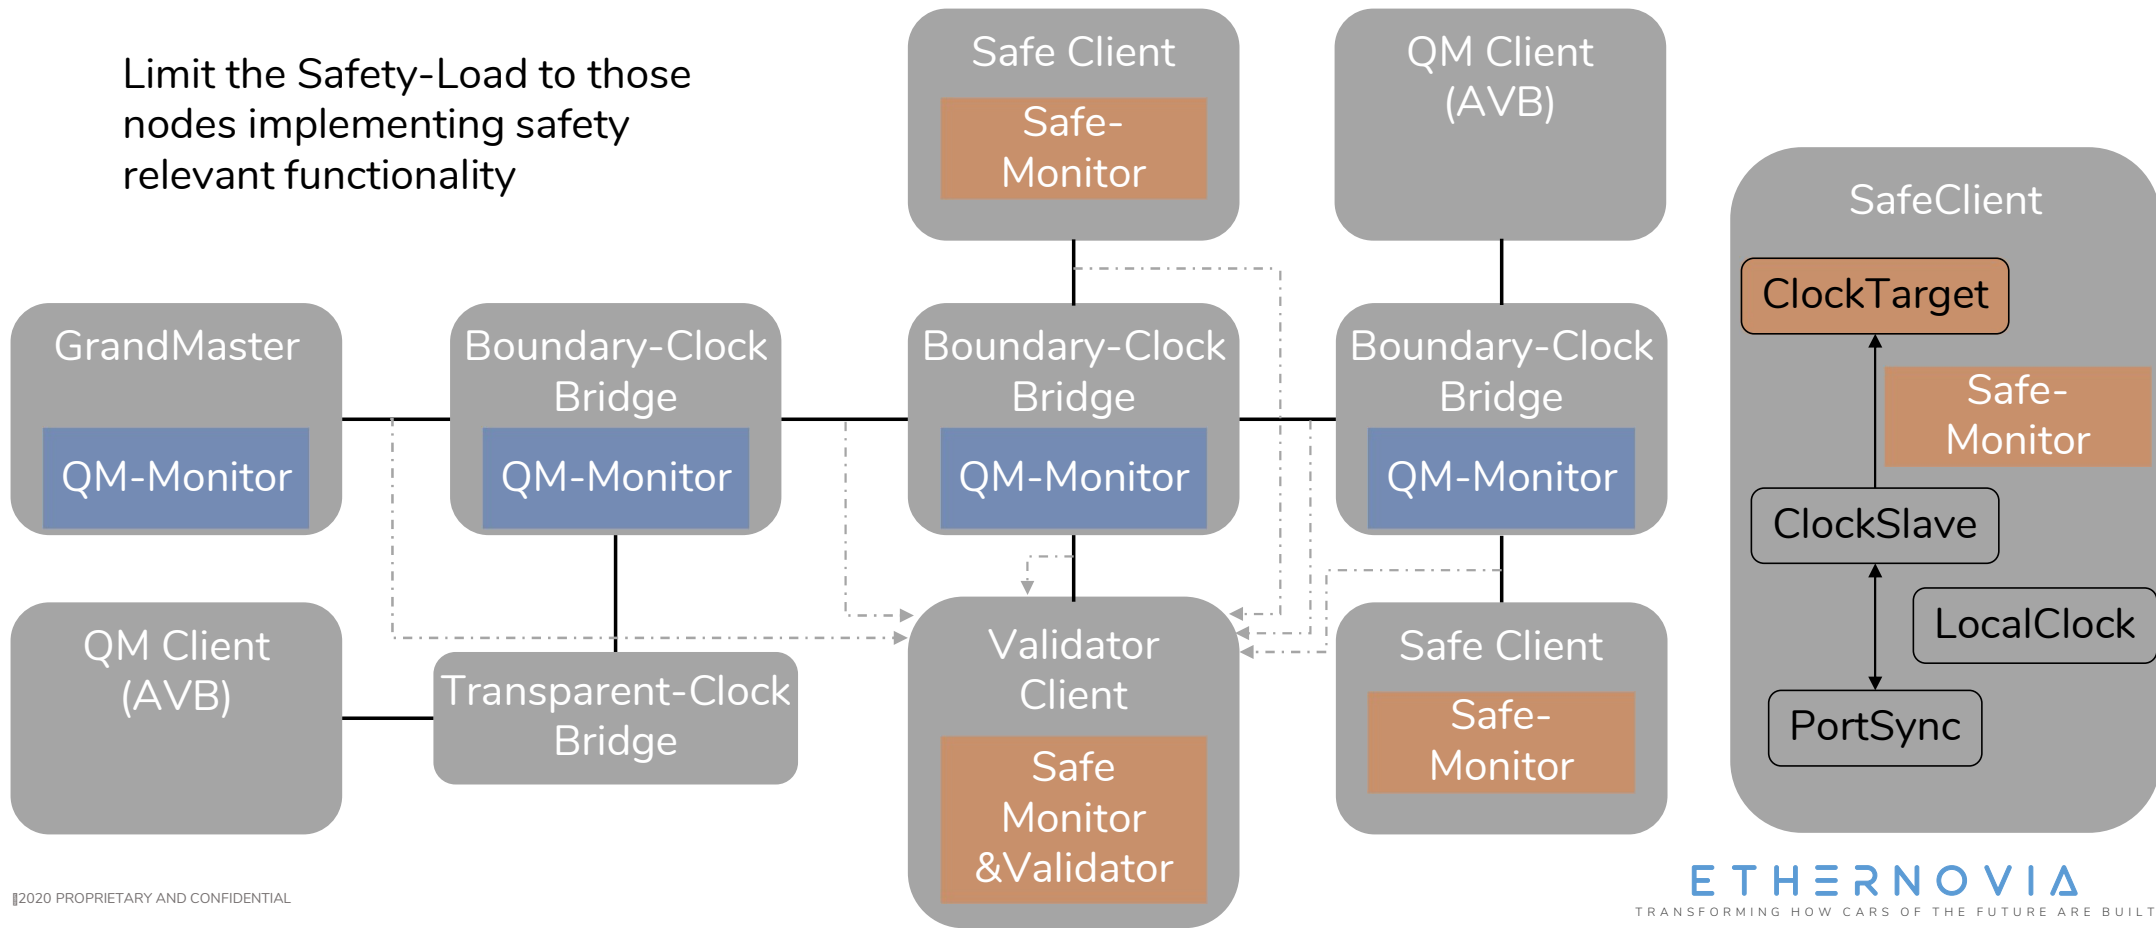 Limit the Safety-Load to those
nodes implementing safety
relevant functionality
Safe Client
Safe-
Monitor
QM Client
(AVB)
GrandMaster
QM-Monitor
Boundary-Clock
Bridge
QM-Monitor
Boundary-Clock
Bridge
QM-Monitor
Boundary-Clock
Bridge
QM-Monitor
QM Client
(AVB)
Transparent-Clock
Bridge
Validator
Client
Safe
Monitor
&Validator
Safe Client
Safe-
Monitor
SafeClient
ClockTarget
Safe-
Monitor
ClockSlave
LocalClock
PortSync
2020 PROPRIETARY AND CONFIDENTIAL
ETHERNOVIA
TRANSFORMING HOW CARS OF THE FUTURE ARE BUILT